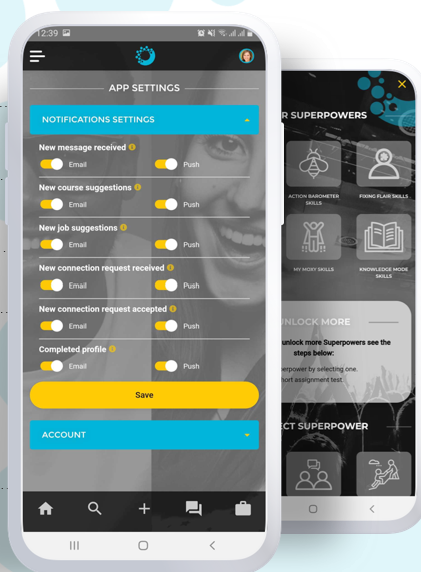 12:39
APP SETTINGS
NOTIFICATIONS SETTINGS
New message received
Email Push
New course suggestions
Email Push
New job suggestions
Email Push
New connection request received
Email Push
New connection request accepted
Email Push
Completed profile
Email Push
Save
ACCOUNT
R SUPERPOWERS
ACTION BAROMETER
SKILLS
FIXING FLAIR SKILLS
MY MOXY SKILLS
KNOWLEDGE MODE
SKILLS
UNLOCK MORE
unlock more Superpowers see the
steps below:
erpower by selecting one.
hort assignment test.
CT SUPERPOWER